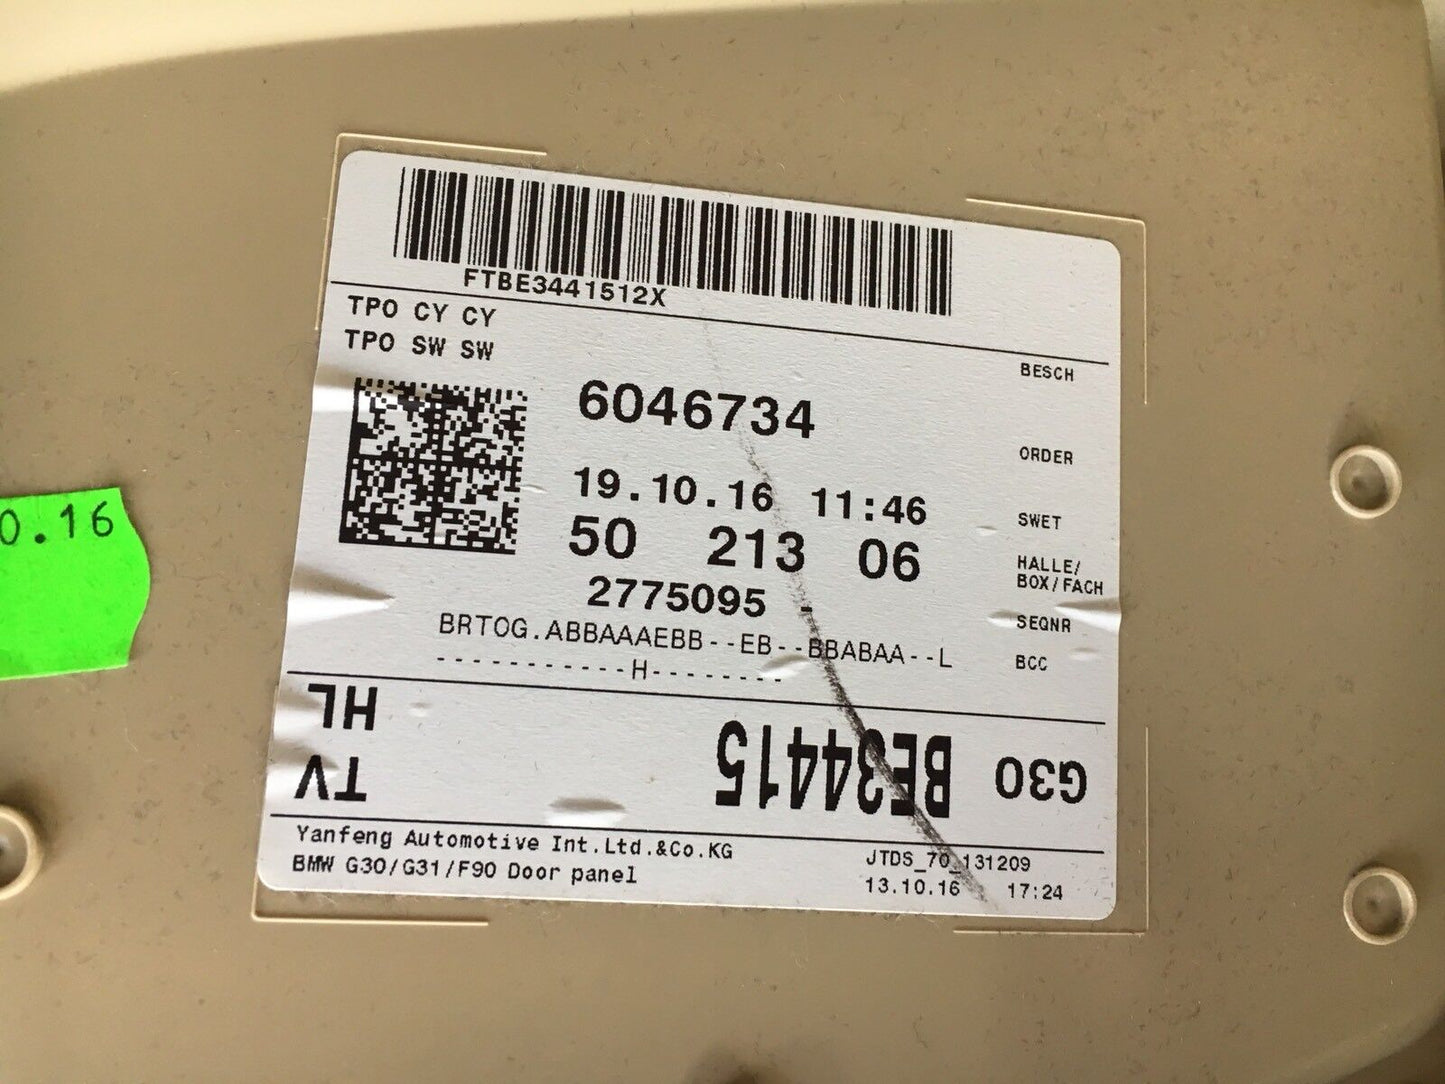 FTBE3441512X
TPO CY CY
TPO SW SW
BESCH
6046734
ORDER
19.10.16 11:46
SWET
50 213 06
HALLE/
BOX/FACH
2775095 -
SEQNR
BRTOG.ABBAAAEBB--EB--BBABAA--L
BCC
------------H--------
G30 BE34415 HL
TV
Yanfeng Automotive Int.Ltd.&Co.KG
JTDS_70_131209
BMW G30/G31/F90 Door panel
13.10.16 17:24
0.16